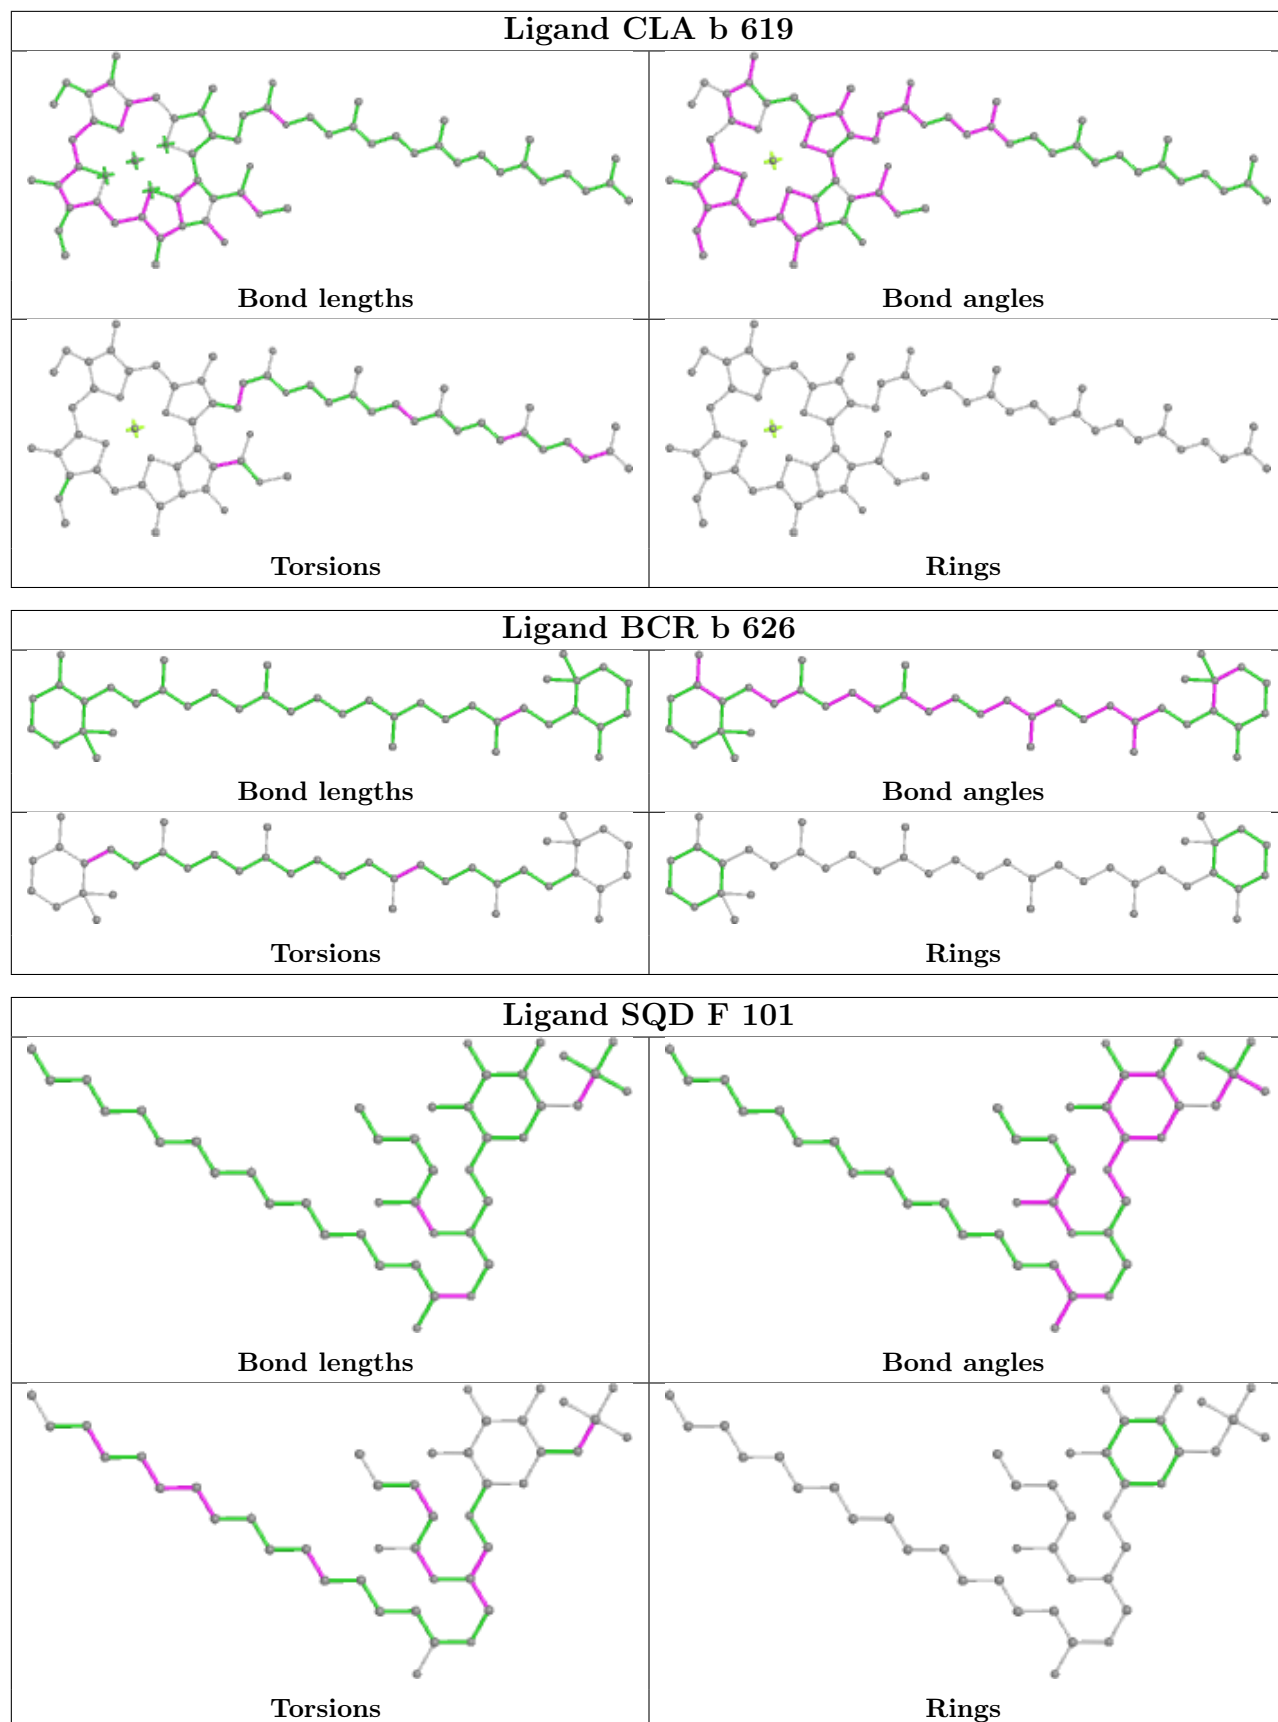 Ligand CLA b 619
Bond lengths
Bond angles
Torsions
Rings
Ligand BCR b 626
Bond lengths
Bond angles
Torsions
Rings
Ligand SQD F 101
Bond lengths
Bond angles
Torsions
Rings